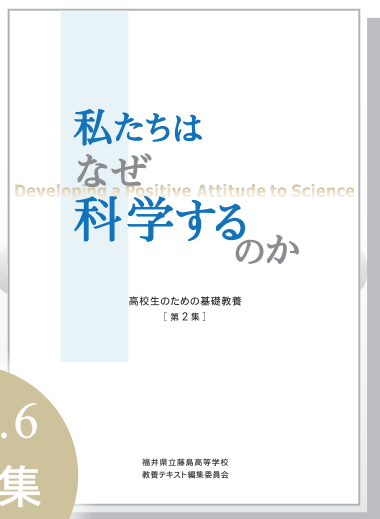 私たちは
なぜ
Developing a Positive Attitude to Science
科学する
のか
高校生のための基礎教養
[ 第2集 ]
.6
集
福井県立藤島高等学校
教養テキスト編集委員会